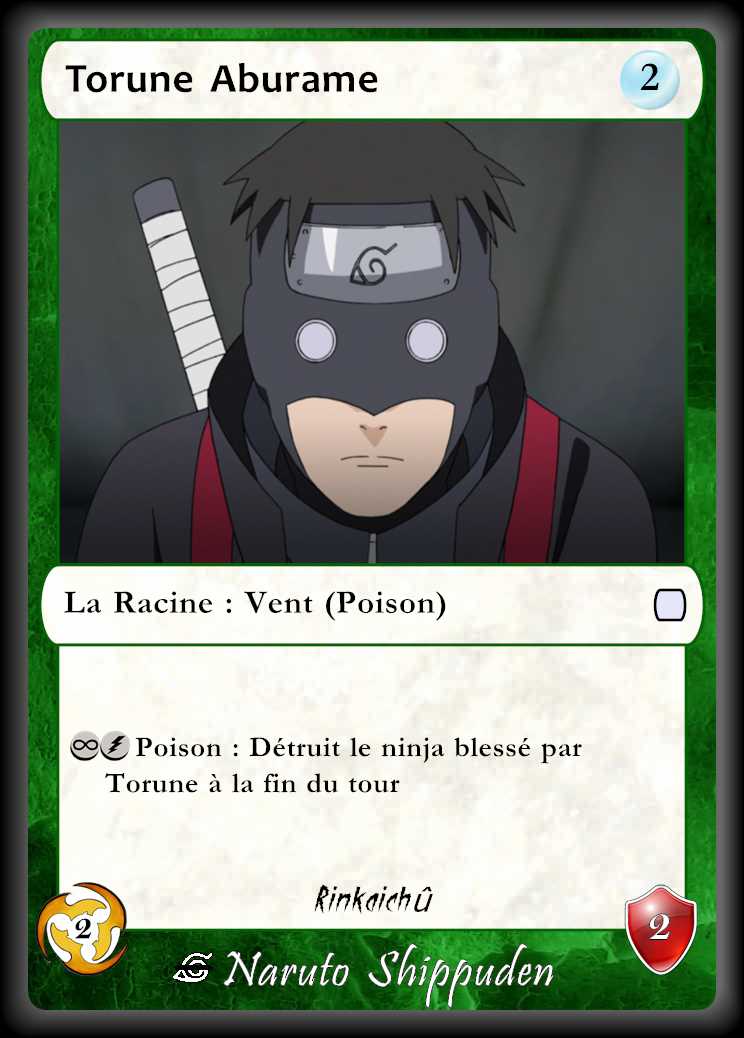 Torune Aburame
2
La Racine : Vent (Poison)
Poison : Détruit le ninja blessé par
Torune à la fin du tour
Rinkaichû
2
2
Naruto Shippuden